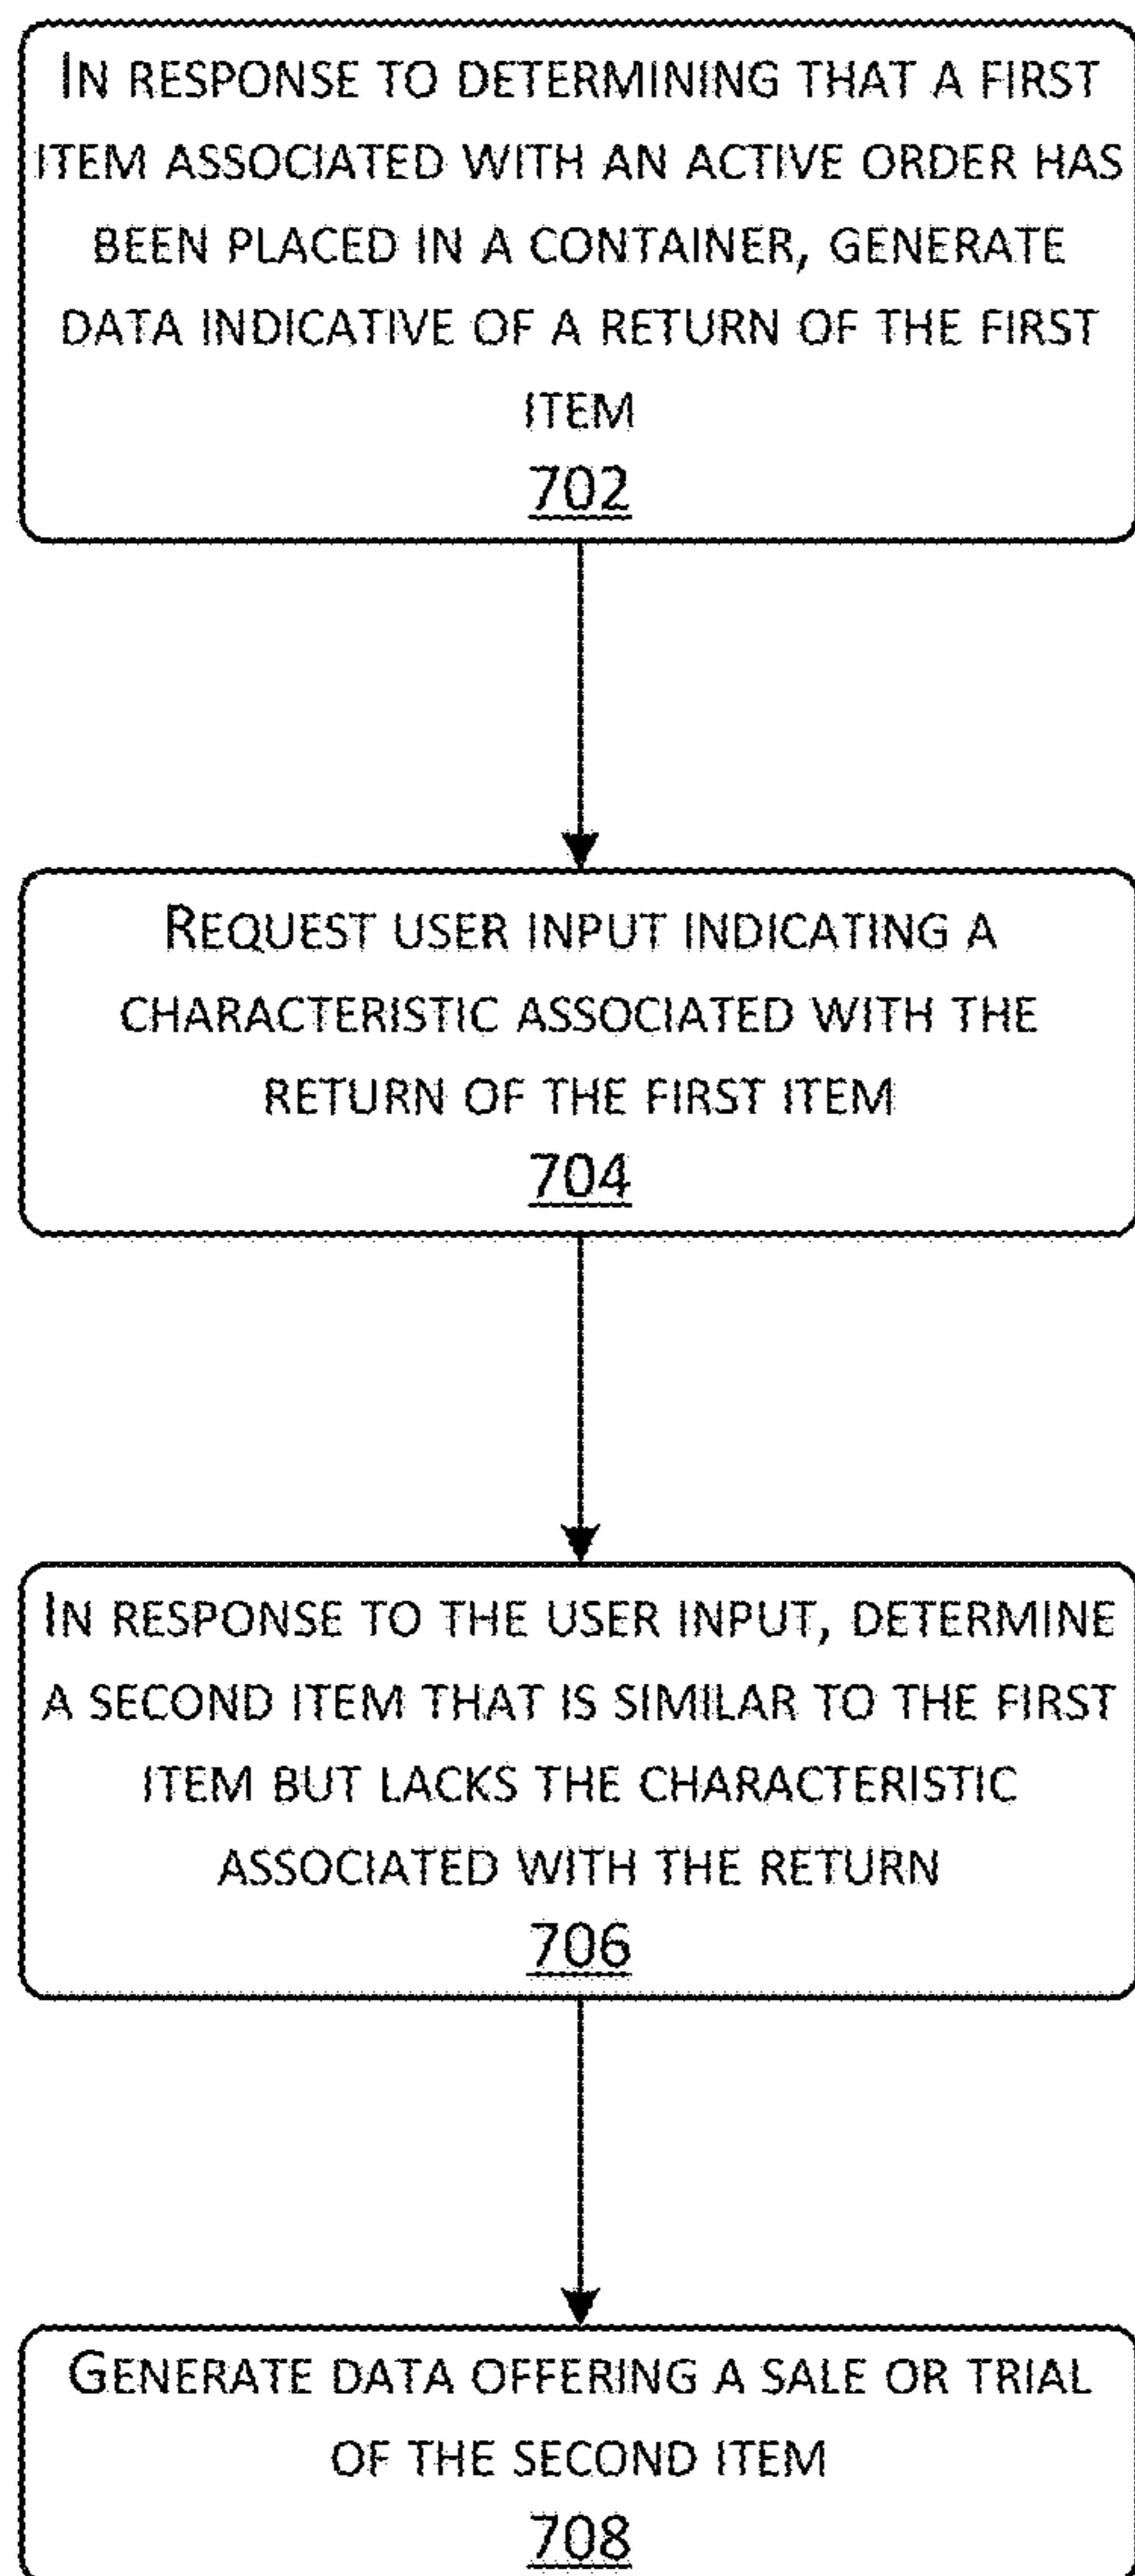 IN RESPONSE TO DETERMINING THAT A FIRST
ITEM ASSOCIATED WITH AN ACTIVE ORDER HAS
BEEN PLACED IN A CONTAINER, GENERATE
DATA INDICATIVE OF A RETURN OF THE FIRST
ITEM
702
REQUEST USER INPUT INDICATING A
CHARACTERISTIC ASSOCIATED WITH THE
RETURN OF THE FIRST ITEM
704
IN RESPONSE TO THE USER INPUT, DETERMINE
A SECOND ITEM THAT IS SIMILAR TO THE FIRST
ITEM BUT LACKS THE CHARACTERISTIC
ASSOCIATED WITH THE RETURN
706
GENERATE DATA OFFERING A SALE OR TRIAL
OF THE SECOND ITEM
708